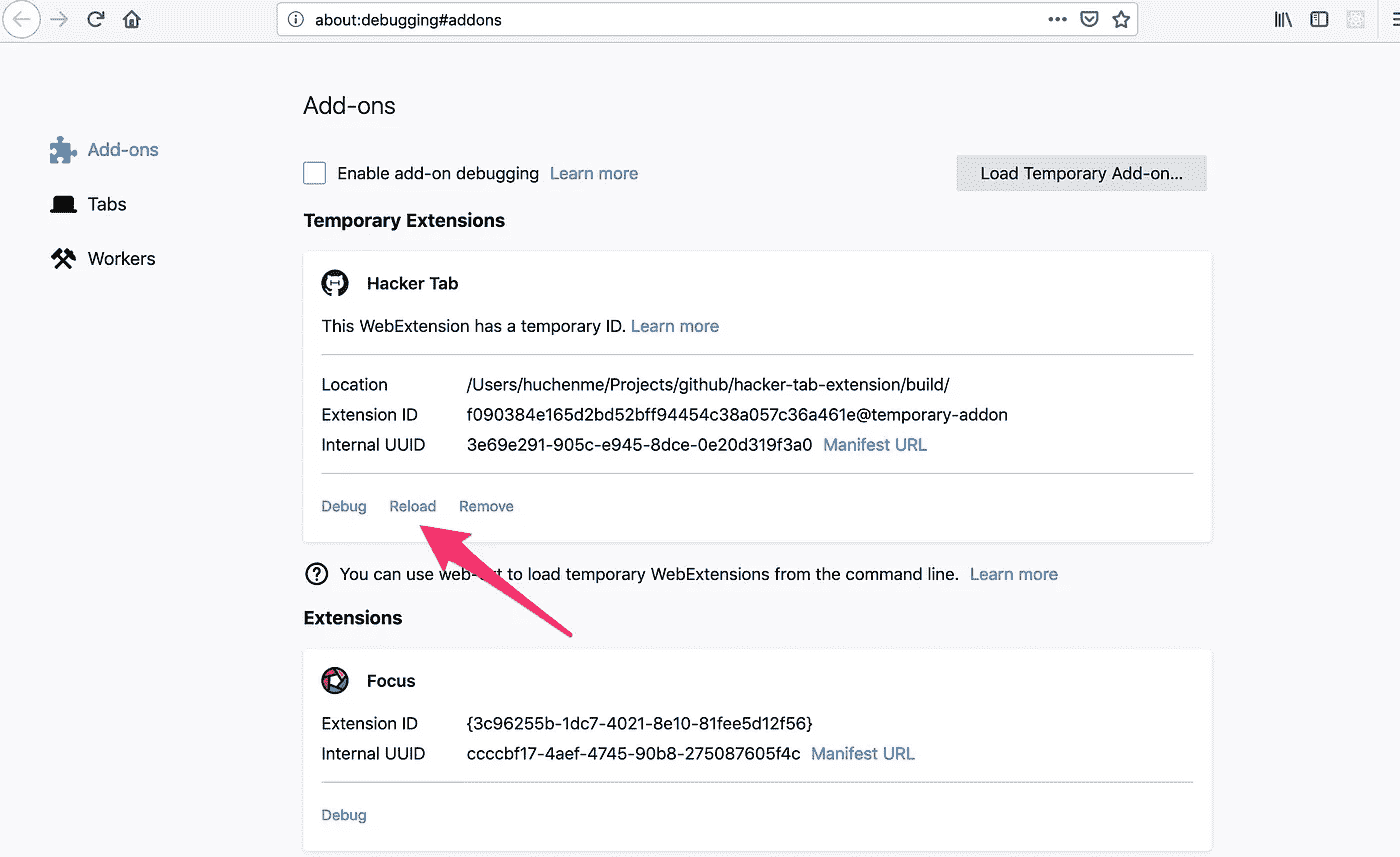 about:debugging#addons
Add-ons
Add-ons
Tabs
Workers
Enable add-on debugging Learn more
Load Temporary Add-on...
Temporary Extensions
Hacker Tab
This WebExtension has a temporary ID. Learn more
Location /Users/huchenme/Projects/github/hacker-tab-extension/build/
Extension ID f090384e165d2bd52bff94454c38a057c36a461e@temporary-addon
Internal UUID 3e69e291-905c-e945-8dce-0e20d319f3a0 Manifest URL
Debug Reload Remove
You can use to load temporary WebExtensions from the command line. Learn more
Extensions
Focus
Extension ID {3c96255b-1dc7-4021-8e10-81fee5d12f56}
Internal UUID ccccbf17-4aef-4745-90b8-275087605f4c Manifest URL
Debug